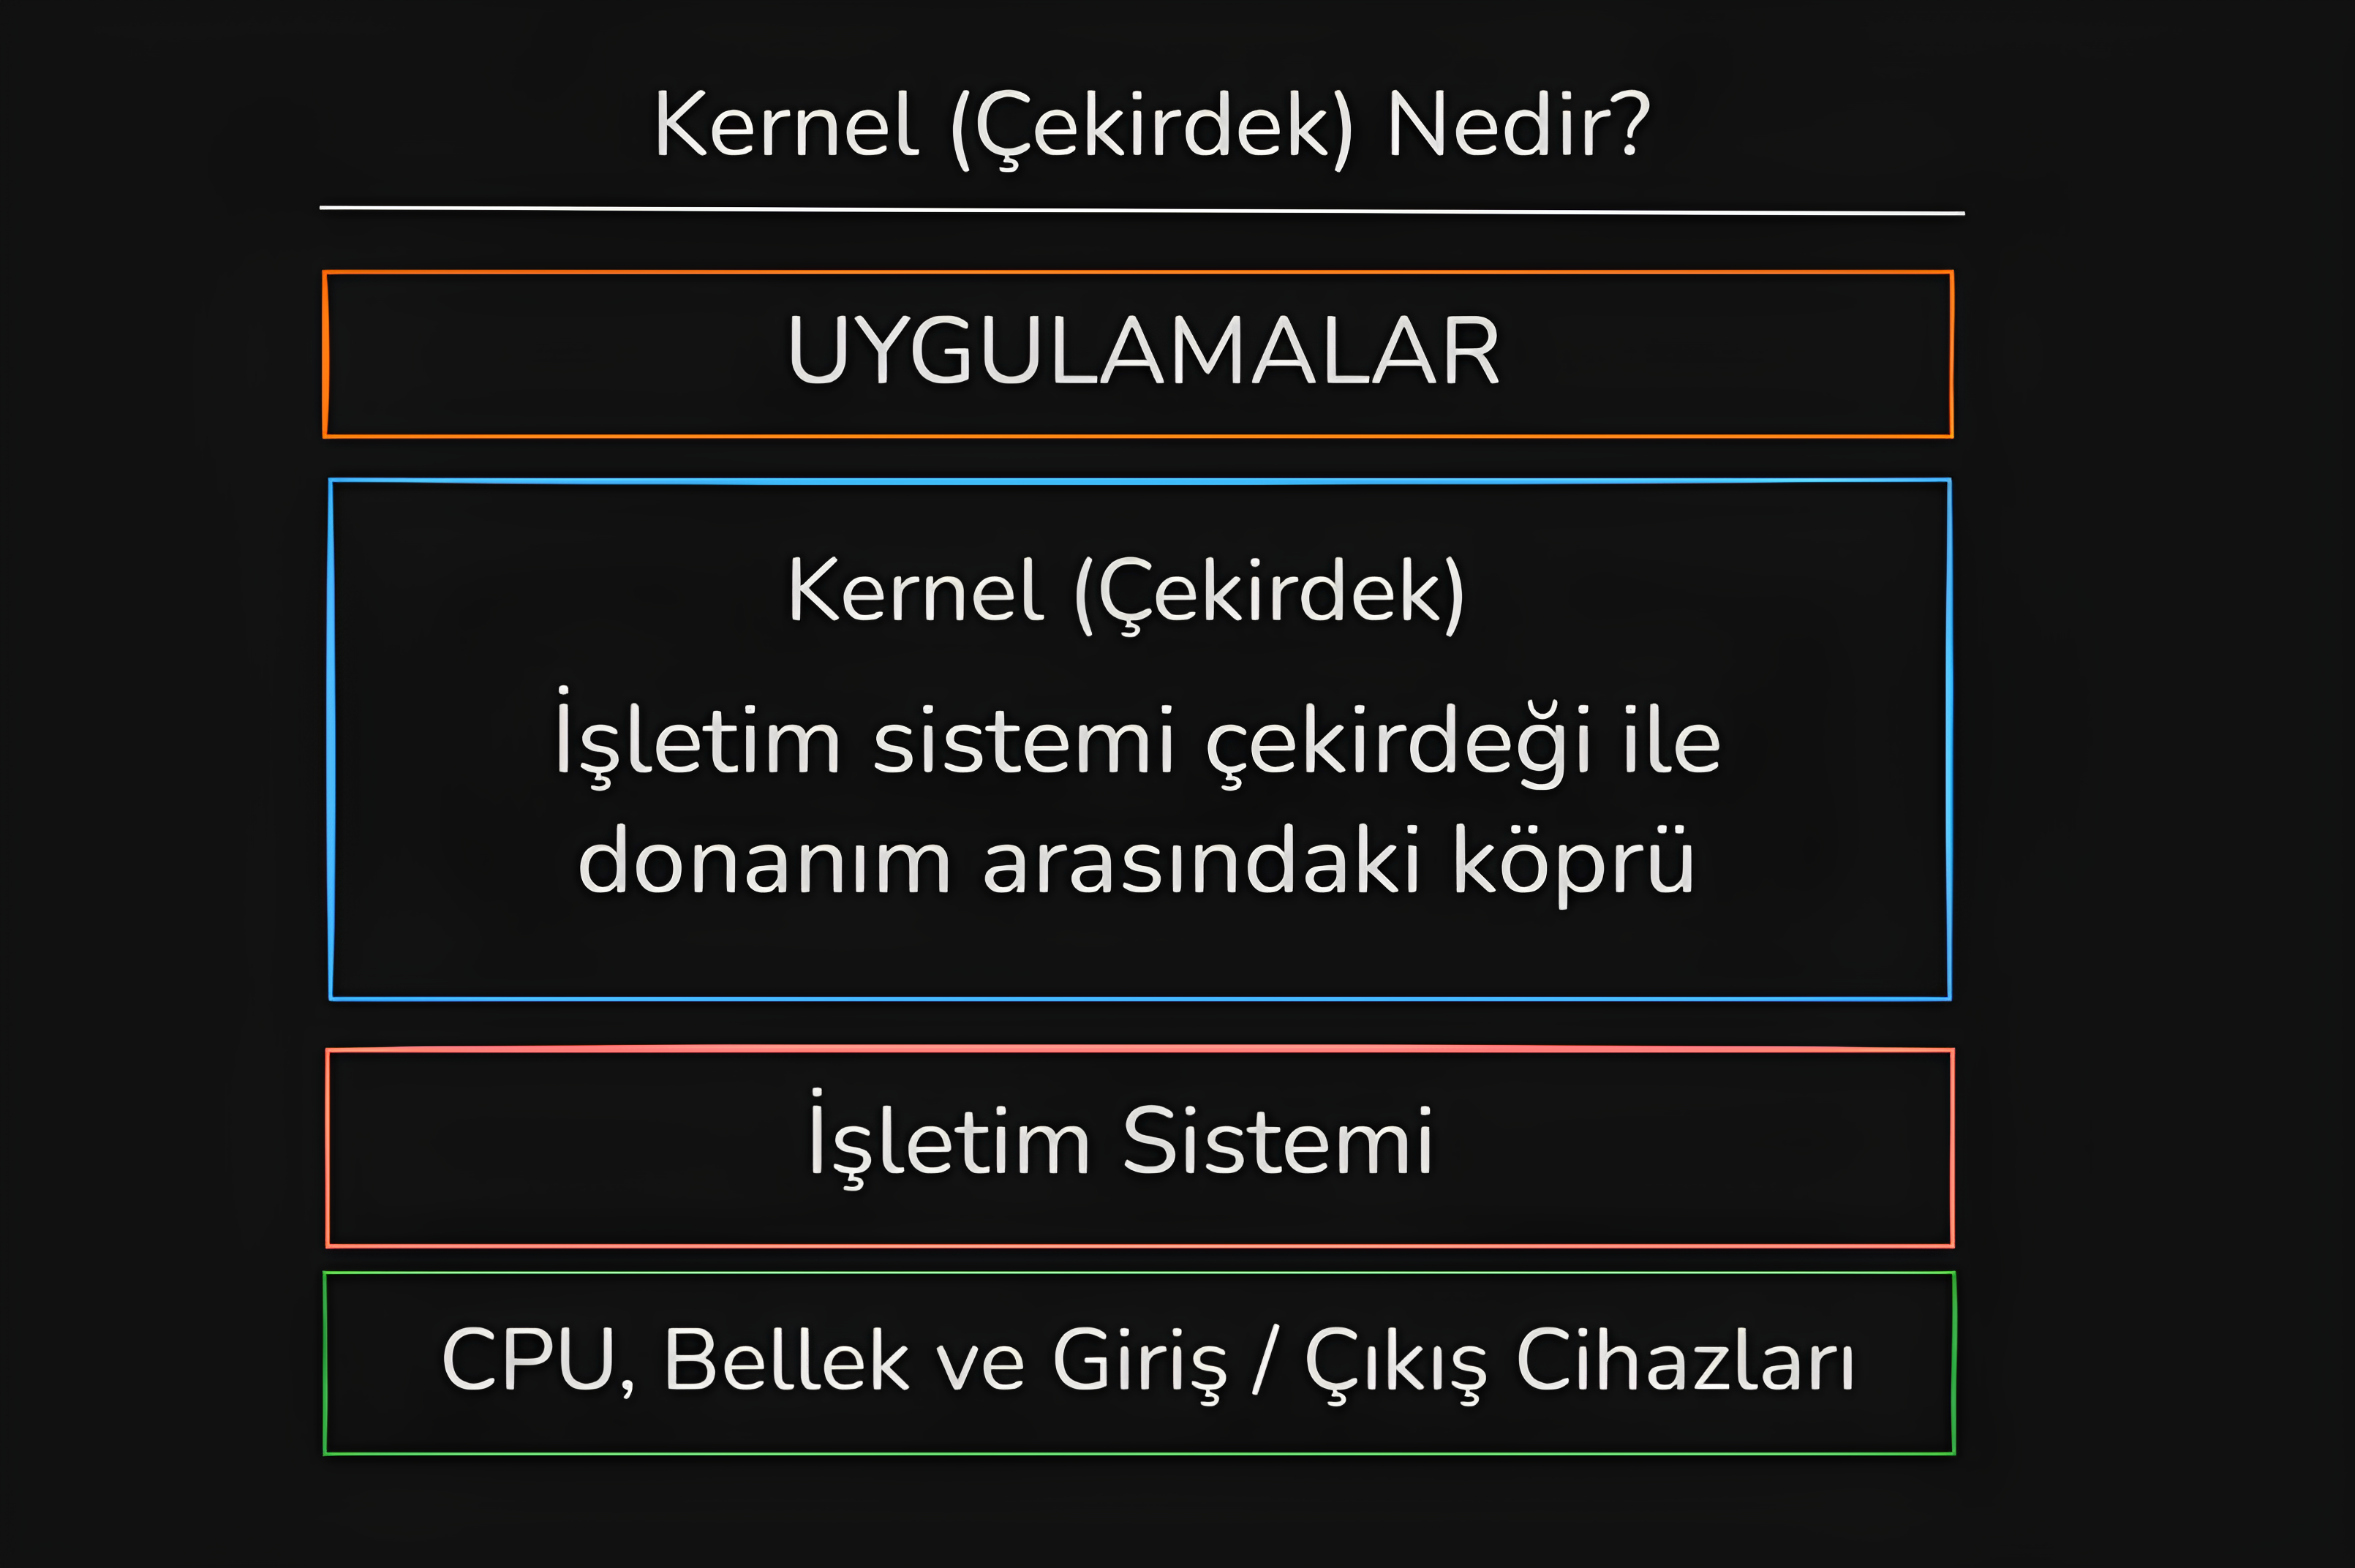 Kernel (Çekirdek) Nedir?
UYGULAMALAR
Kernel (Çekirdek)
İşletim sistemi çekirdeği ile
donanım arasındaki köprü
İşletim Sistemi
CPU, Bellek ve Giriş / Çıkış Cihazları